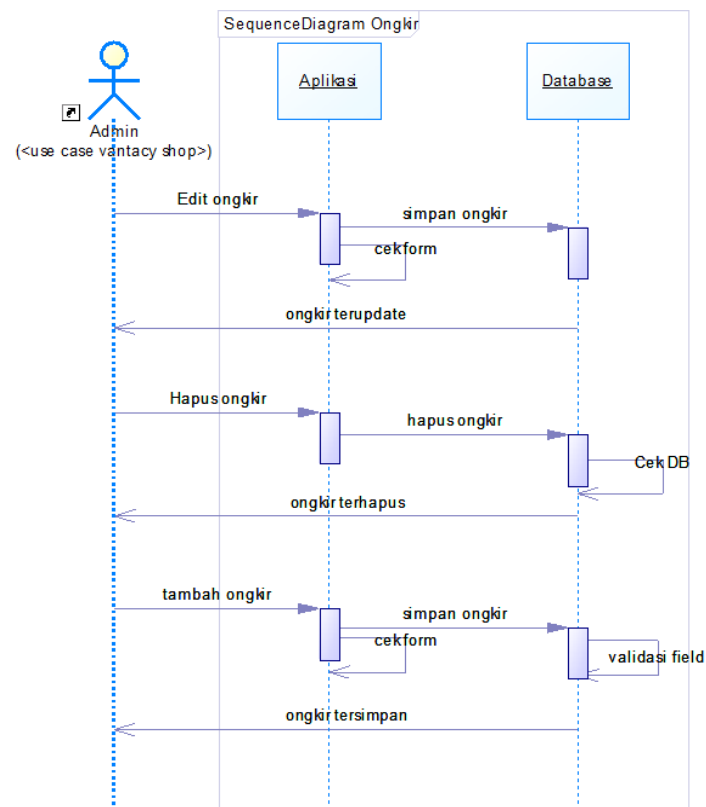 SequenceDiagram Ongkir
Aplikasi
Database
Admin
(<use case vantacy shop>)
Edit ongkir
simpan ongkir
cekform
ongkir terupdate
Hapus ongkir
hapus ongkir
Cek DB
ongkir terhapus
tambah ongkir
simpan ongkir
cekform
validasi field
ongkir tersimpan